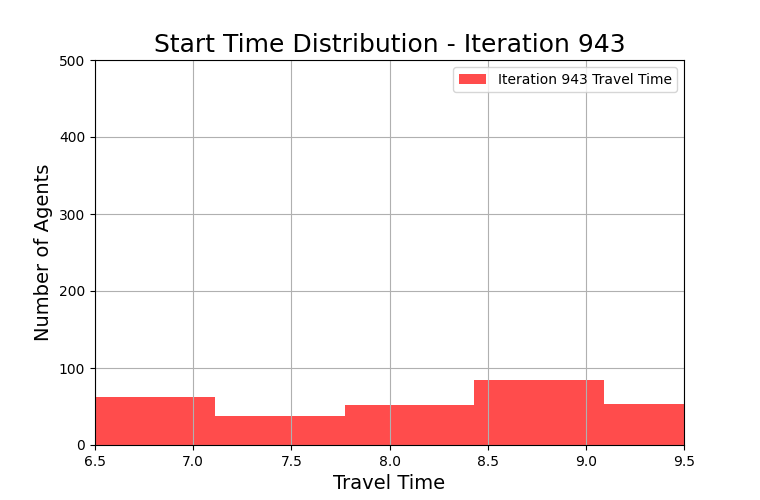 Start Time Distribution - Iteration 943
500
Iteration 943 Travel Time
400
300
200
100
0
Number of Agents
6.5 7.0 7.5 8.0 8.5 9.0 9.5
Travel Time